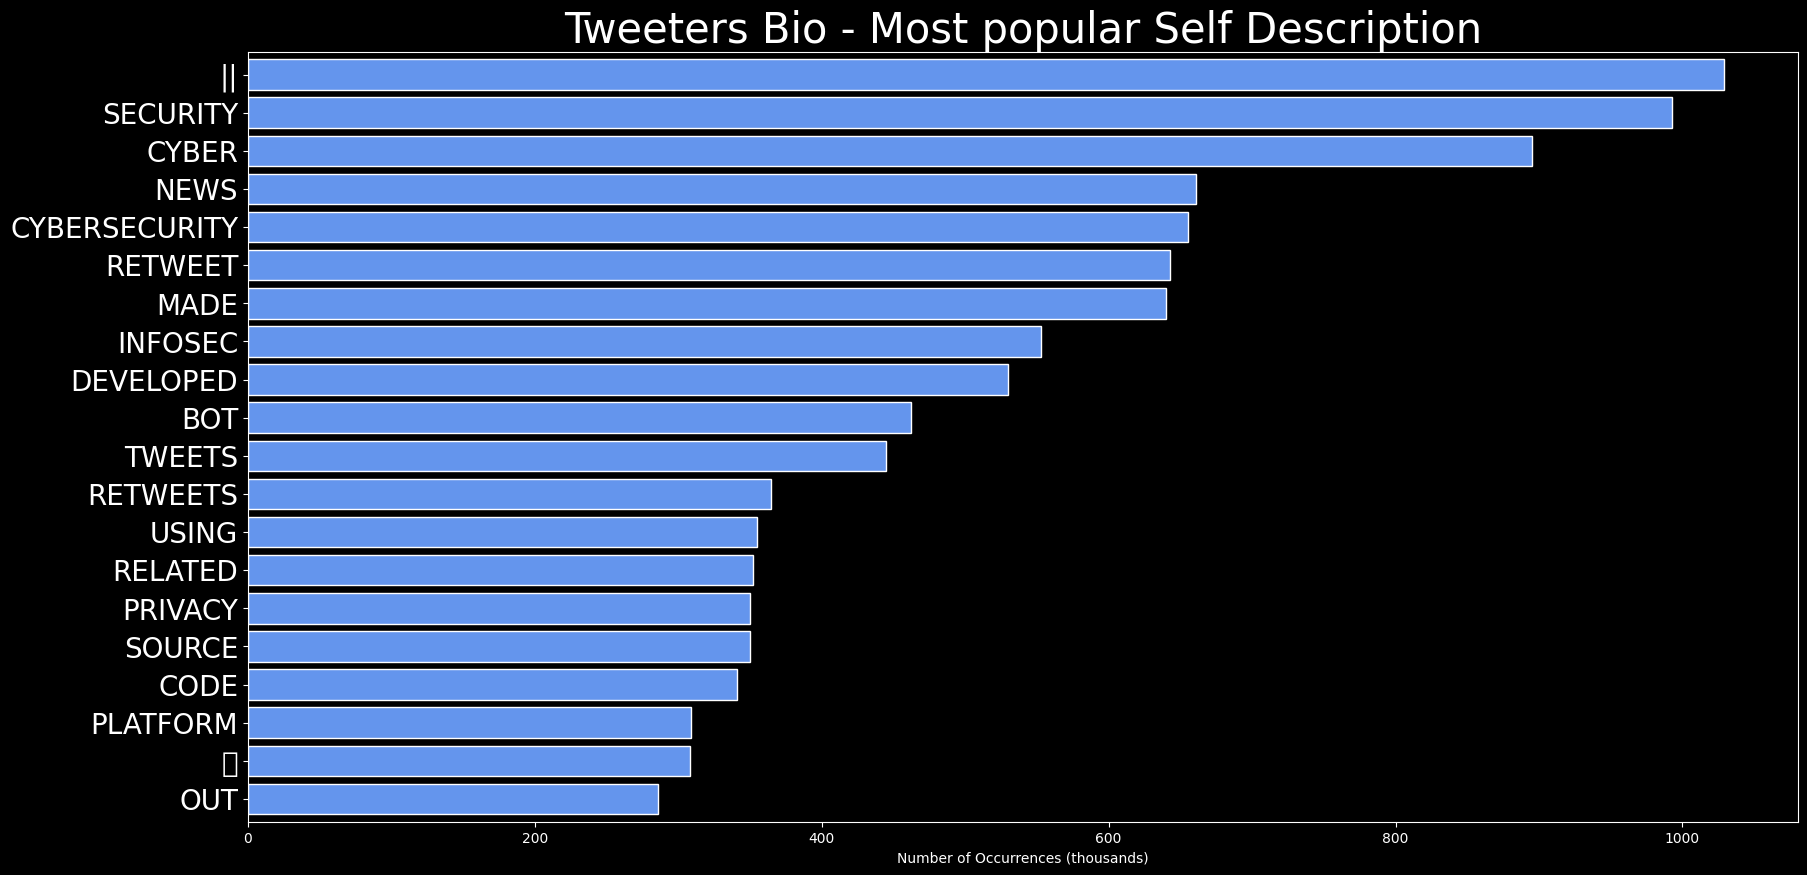 Tweeters Bio - Most popular Self Description
||
SECURITY
CYBER
NEWS
CYBERSECURITY
RETWEET
MADE
INFOSEC
DEVELOPED
BOT
TWEETS
RETWEETS
USING
RELATED
PRIVACY
SOURCE
CODE
PLATFORM
OUT
0 200 400 600 800 1000
Number of Occurrences (thousands)